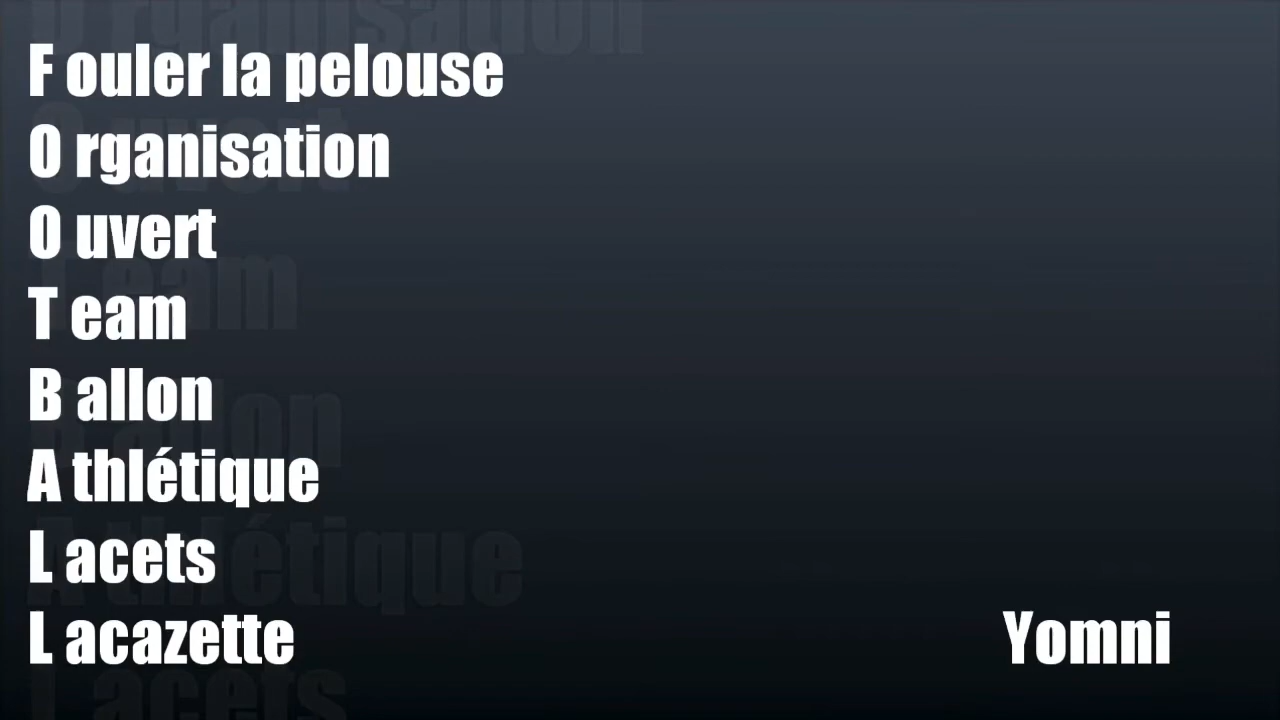 F ouler la pelouse
O rganisation
O uvert
T eam
B allon
A thlétique
L acets
L acazette
Yomni